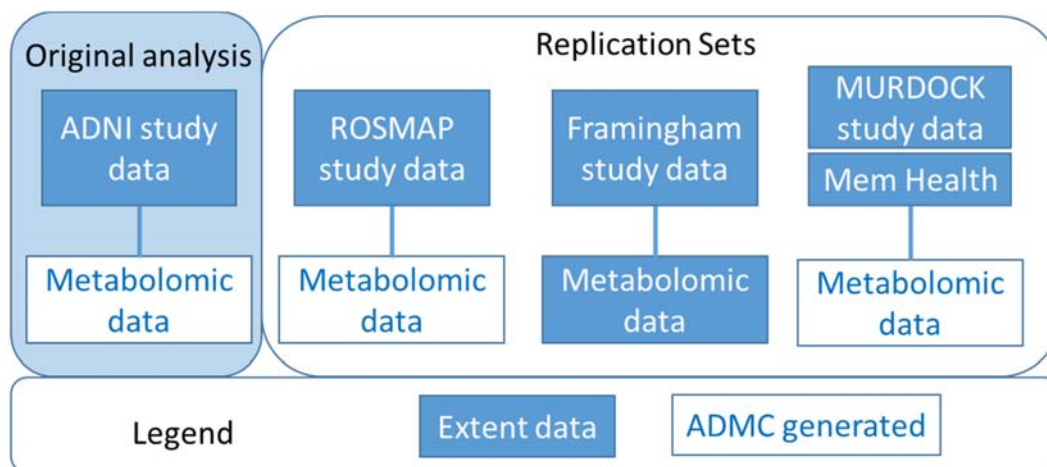 Original analysis
ADNI study
data
Metabolomic
data
Replication Sets
ROSMAP
study data
Metabolomic
data
Framingham
study data
Metabolomic
data
MURDOCK
study data
Mem Health
Metabolomic
data
Legend
Extent data
ADMC generated